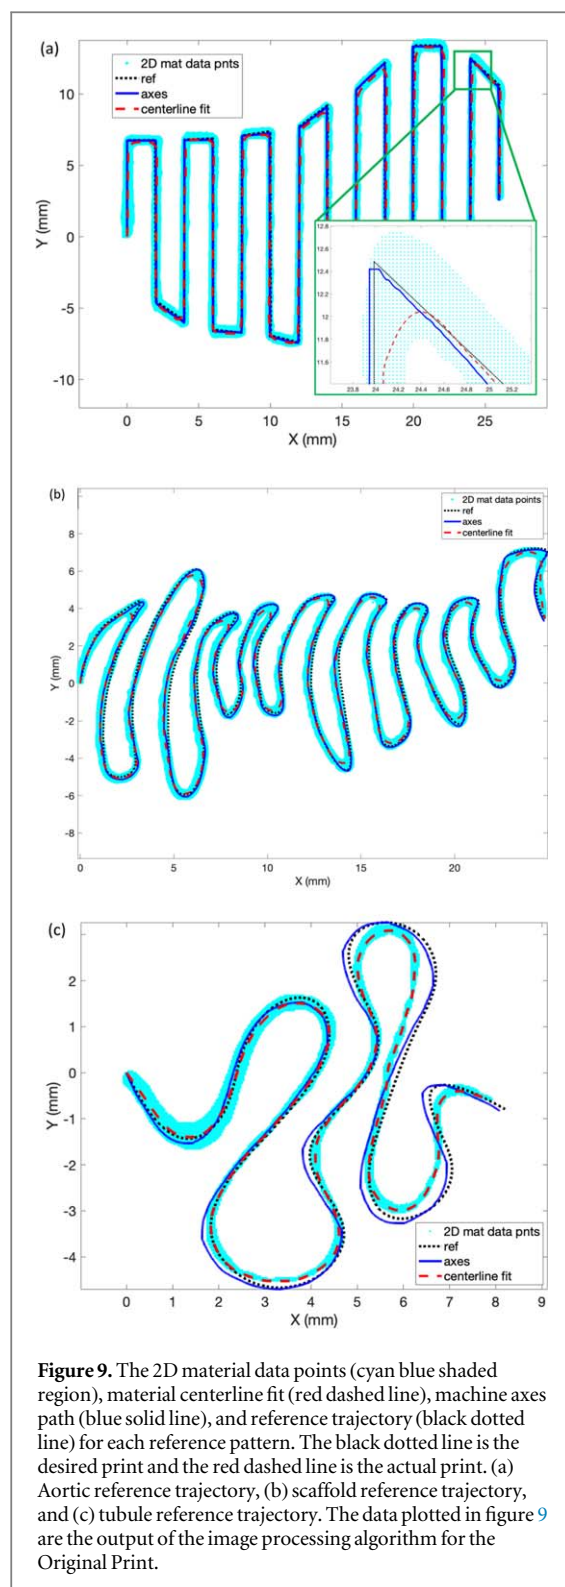 (a)
2D mat data pnts
ref
axes
centerline fit
10
5
0
-5
-10
Y (mm)
12.8
12.6
12.4
12.2
12
11.8
11.6
23.8 24 24.2 24.4 24.6 24.8 25 25.2
0 5 10 15 20 25
X (mm)
(b)
2D mat data points
ref
axes
centerline fit
8
6
4
2
0
-2
-4
-6
-8
Y (mm)
0 5 10 15 20
X (mm)
(c)
2
1
0
-1
-2
-3
-4
Y (mm)
2D mat data pnts
ref
axes
centerline fit
0 1 2 3 4 5 6 7 8 9
X (mm)
Figure 9. The 2D material data points (cyan blue shaded
region), material centerline fit (red dashed line), machine axes
path (blue solid line), and reference trajectory (black dotted
line) for each reference pattern. The black dotted line is the
desired print and the red dashed line is the actual print. (a)
Aortic reference trajectory, (b) scaffold reference trajectory,
and (c) tubule reference trajectory. The data plotted in figure 9
are the output of the image processing algorithm for the
Original Print.